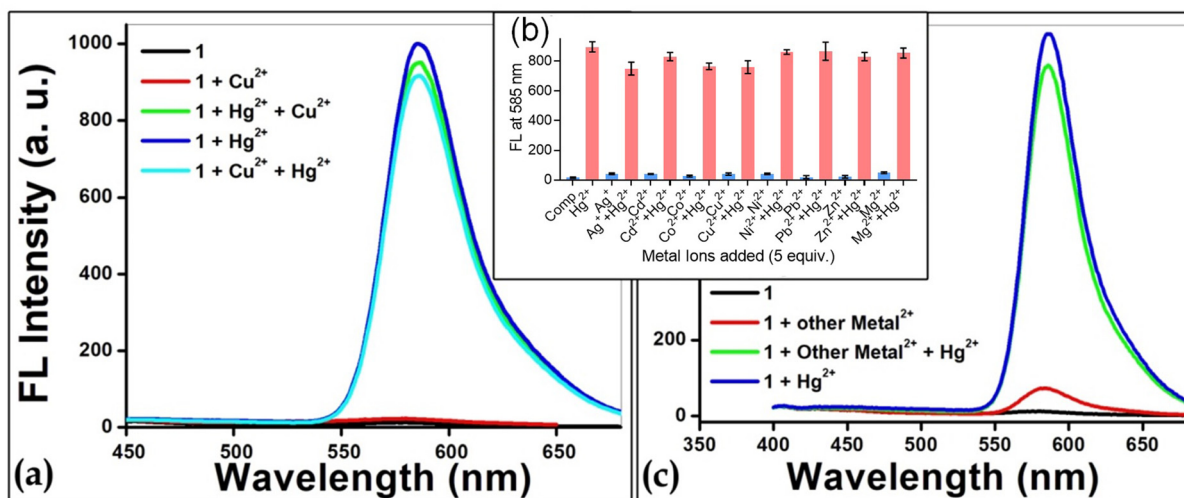 1000
800
600
400
200
0
FL Intensity (a. u.)
1
1 + Cu²⁺
1 + Hg²⁺ + Cu²⁺
1 + Hg²⁺
1 + Cu²⁺ + Hg²⁺
450
500
550
600
650
(a)
Wavelength (nm)
(b)
FL at 585 nm
800
600
400
200
0
Comp
Hg²⁺
Ag⁺
Ag⁺+Hg²⁺
Cd²⁺
Cd²⁺+Hg²⁺
Co²⁺
Co²⁺+Hg²⁺
Cu²⁺
Cu²⁺+Hg²⁺
Ni²⁺
Ni²⁺+Hg²⁺
Pb²⁺
Pb²⁺+Hg²⁺
Zn²⁺
Zn²⁺+Hg²⁺
Mg²⁺
Mg²⁺+Hg²⁺
Metal Ions added (5 equiv.)
200
0
1
1 + other Metal²⁺
1 + Other Metal²⁺ + Hg²⁺
1 + Hg²⁺
350
400
450
500
550
600
650
(c)
Wavelength (nm)